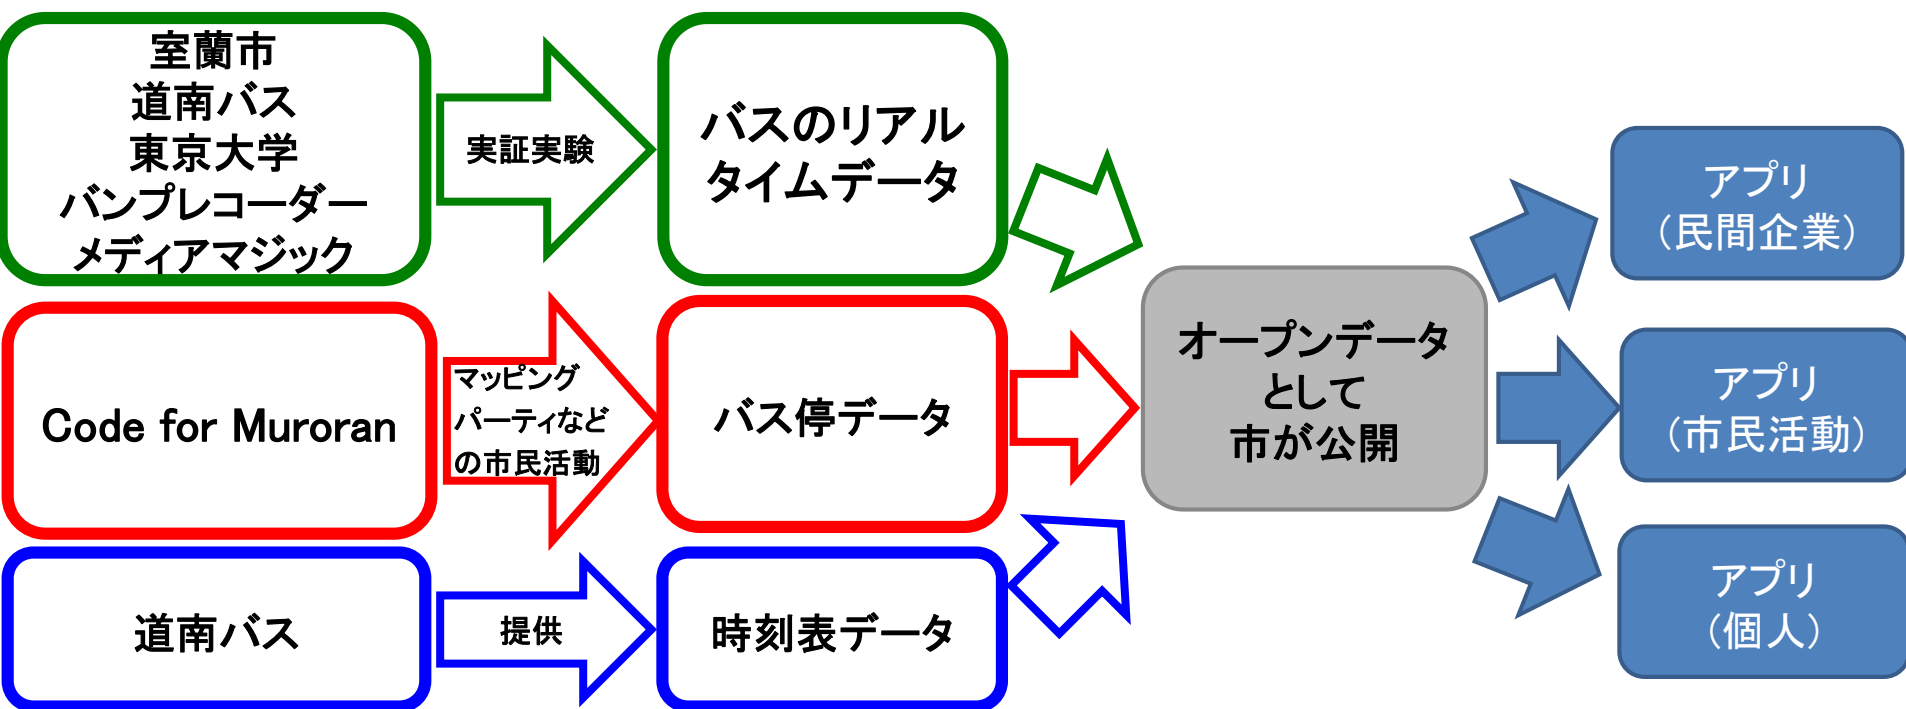 室蘭市
道南バス
東京大学
バンプレコーダー
メディアマジック
実証実験
バスのリアル
タイムデータ
Code for Muroran
マッピング
パーティなど
の市民活動
バス停データ
道南バス
提供
時刻表データ
オープンデータ
として
市が公開
アプリ
（民間企業）
アプリ
（市民活動）
アプリ
（個人）